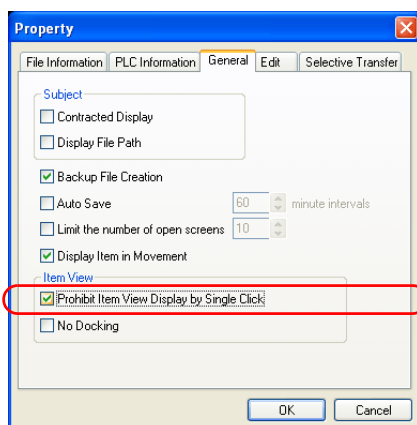 Property
File Information PLC Information General Edit Selective Transfer
Subject
Contracted Display
Display File Path
Backup File Creation
Auto Save 60 minute intervals
Limit the number of open screens 10
Display Item in Movement
Item View
Prohibit Item View Display by Single Click
No Docking
OK Cancel